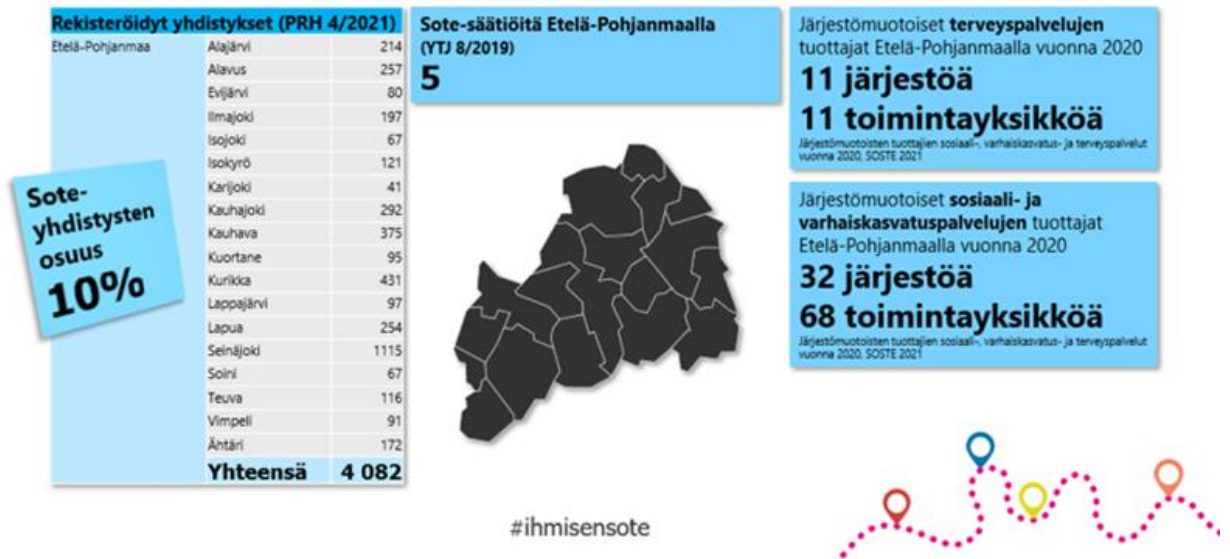 Rekisteröidyt yhdistykset (PRH 4/2021)
Etelä-Pohjanmaa Alajärvi 214
Alavus 257
Evijärvi 80
Ilmajoki 197
Isojoki 67
Isokyrö 121
Karijoki 41
Kauhajoki 292
Kauhava 375
Kuortane 95
Kurikka 431
Lappajärvi 97
Lapua 254
Seinäjoki 1115
Soini 67
Teuva 116
Vimpeli 91
Ähtäri 172
Yhteensä 4 082
Sote-
yhdistysten
osuus
10%
Sote-säätiöitä Etelä-Pohjanmaalla
(YTJ 8/2019)
5
Järjestömuotoiset terveyspalvelujen
tuottajat Etelä-Pohjanmaalla vuonna 2020
11 järjestöä
11 toimintayksikköä
Järjestömuotoisten tuottajien sosiaali-, varhaiskasvatus- ja terveyspalvelut
vuonna 2020, SOSTE 2021
Järjestömuotoiset sosiaali- ja
varhaiskasvatuspalvelujen tuottajat
Etelä-Pohjanmaalla vuonna 2020
32 järjestöä
68 toimintayksikköä
Järjestömuotoisten tuottajien sosiaali-, varhaiskasvatus- ja terveyspalvelut
vuonna 2020, SOSTE 2021
#ihmisensote